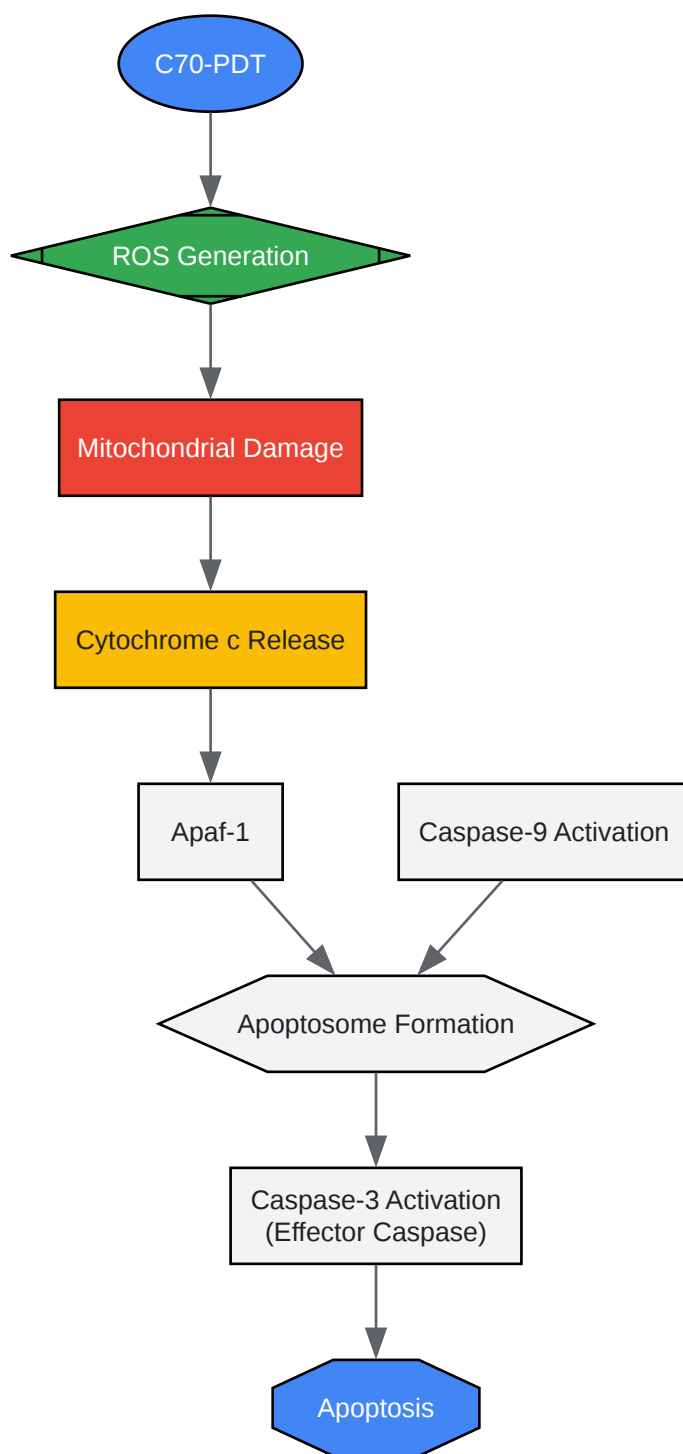 C70-PDT
ROS Generation
Mitochondrial Damage
Cytochrome c Release
Apaf-1
Caspase-9 Activation
Apoptosome Formation
Caspase-3 Activation
(Effector Caspase)
Apoptosis